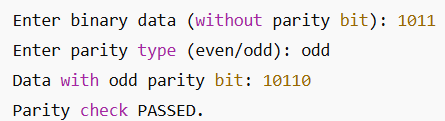 Enter binary data (without parity bit): 1011
Enter parity type (even/odd): odd
Data with odd parity bit: 10110
Parity check PASSED.